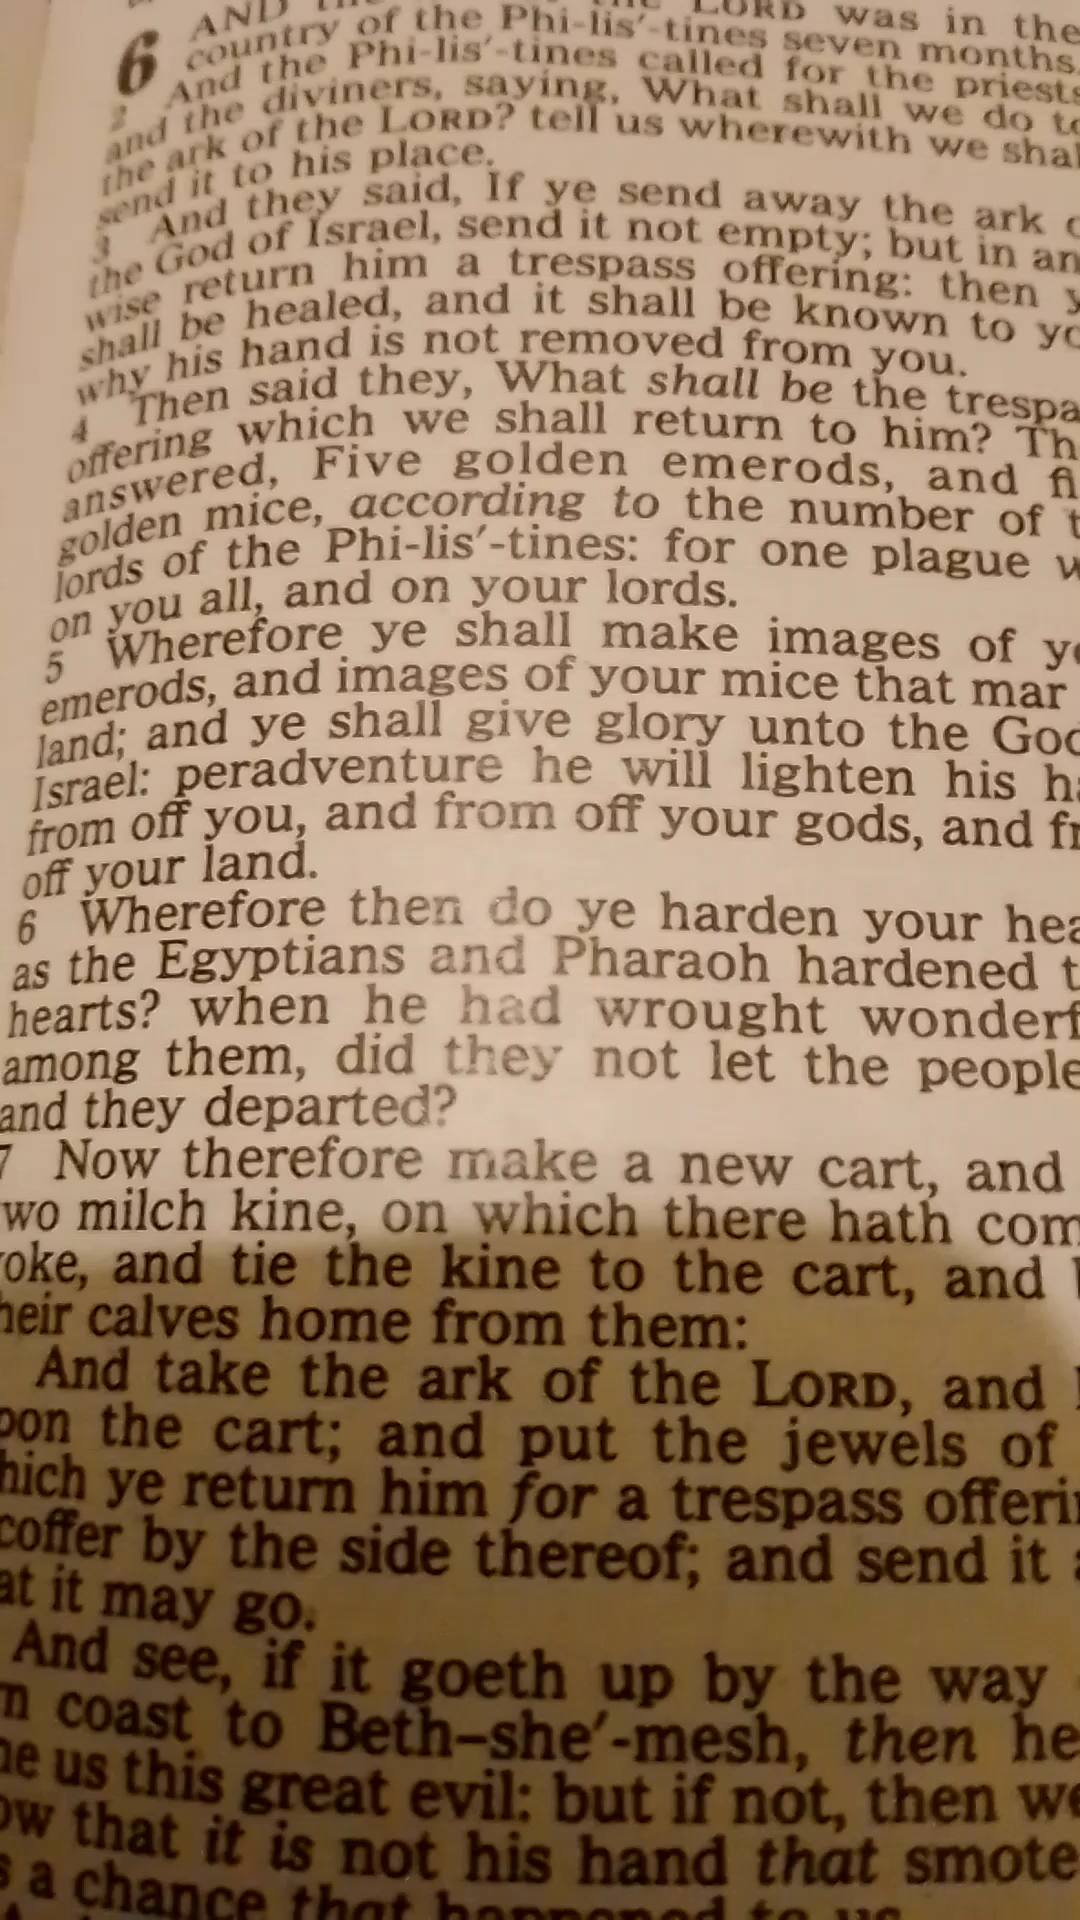 6 AND the LORD was in the
country of the Phi-lis′-tines seven months.
2 And the Phi-lis′-tines called for the priests
and the diviners, saying, What shall we do to
the ark of the LORD? tell us wherewith we shal
send it to his place.
3 And they said, If ye send away the ark o
the God of Israel, send it not empty; but in an
wise return him a trespass offering: then y
shall be healed, and it shall be known to yo
why his hand is not removed from you.
4 Then said they, What shall be the trespa
offering which we shall return to him? Th
answered, Five golden emerods, and fi
golden mice, according to the number of t
lords of the Phi-lis′-tines: for one plague w
on you all, and on your lords.
5 Wherefore ye shall make images of yo
emerods, and images of your mice that mar
land; and ye shall give glory unto the God
Israel: peradventure he will lighten his ha
from off you, and from off your gods, and fr
off your land.
6 Wherefore then do ye harden your hea
as the Egyptians and Pharaoh hardened t
hearts? when he had wrought wonderf
among them, did they not let the people
and they departed?
7 Now therefore make a new cart, and
wo milch kine, on which there hath com
oke, and tie the kine to the cart, and b
heir calves home from them:
And take the ark of the LORD, and l
pon the cart; and put the jewels of
hich ye return him for a trespass offerin
coffer by the side thereof; and send it a
at it may go.
And see, if it goeth up by the way
n coast to Beth–she′-mesh, then he
ne us this great evil: but if not, then we
ow that it is not his hand that smote
s a chance that happened to us.